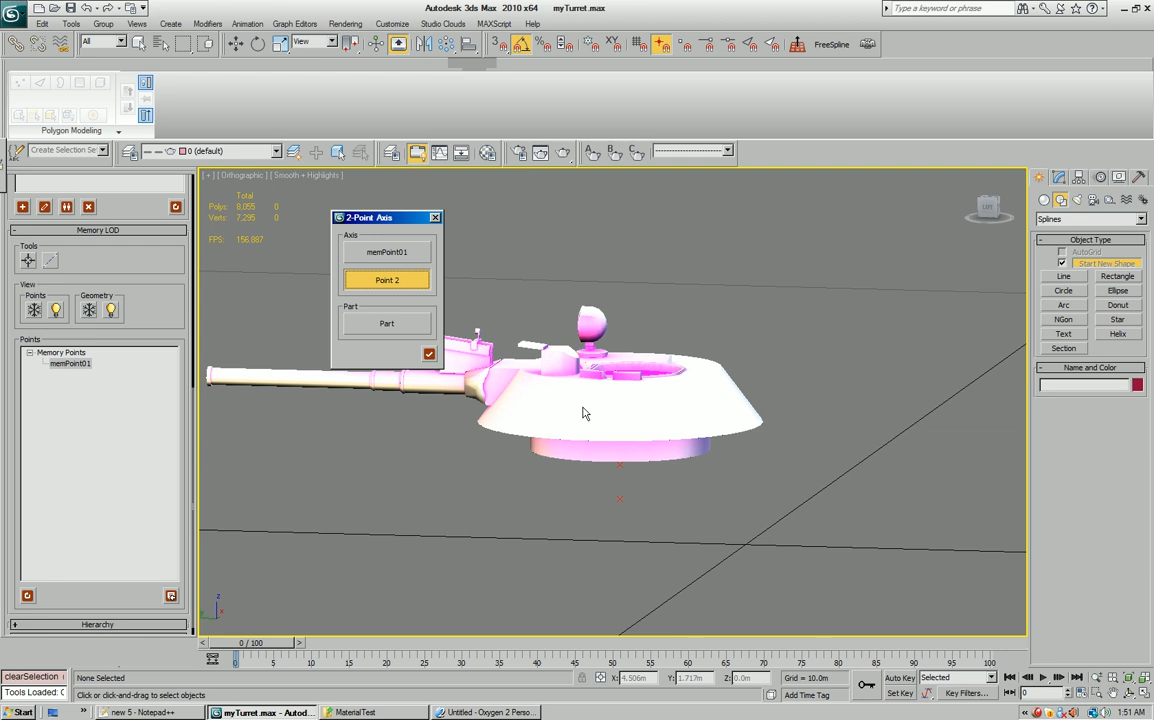 Autodesk 3ds Max 2010 x64 myTurret.max
Type a keyword or phrase
Edit Tools Group Views Create Modifiers Animation Graph Editors Rendering Customize Studio Clouds MAXScript Help
All
View
3
%
XY
FreeSpline
Polygon Modeling
Create Selection Se
0 (default)
A B C
[ + ] [ Orthographic ] [ Smooth + Highlights ]
Total
Polys: 8,055 0
Verts: 7,295 0
FPS: 156.887
LEFT
2-Point Axis
Axis
memPoint01
Point 2
Part
Part
Memory LOD
Tools
View
Points
Geometry
Points
Memory Points
memPoint01
Hierarchy
Splines
Object Type
AutoGrid
Start New Shape
Line Rectangle
Circle Ellipse
Arc Donut
NGon Star
Text Helix
Section
Name and Color
z
x
y
0 / 100
0 5 10 15 20 25 30 35 40 45 50 55 60 65 70 75 80 85 90 95 100
clearSelection
None Selected
X: 4.506m Y: 1.717m Z: 0.0m
Grid = 10.0m
Auto Key Selected
Tools Loaded: C
Click or click-and-drag to select objects
Add Time Tag
Set Key Key Filters...
0
Start
new 5 - Notepad++
myTurret.max - Autod...
MaterialTest
Untitled - Oxygen 2 Perso...
1:51 AM